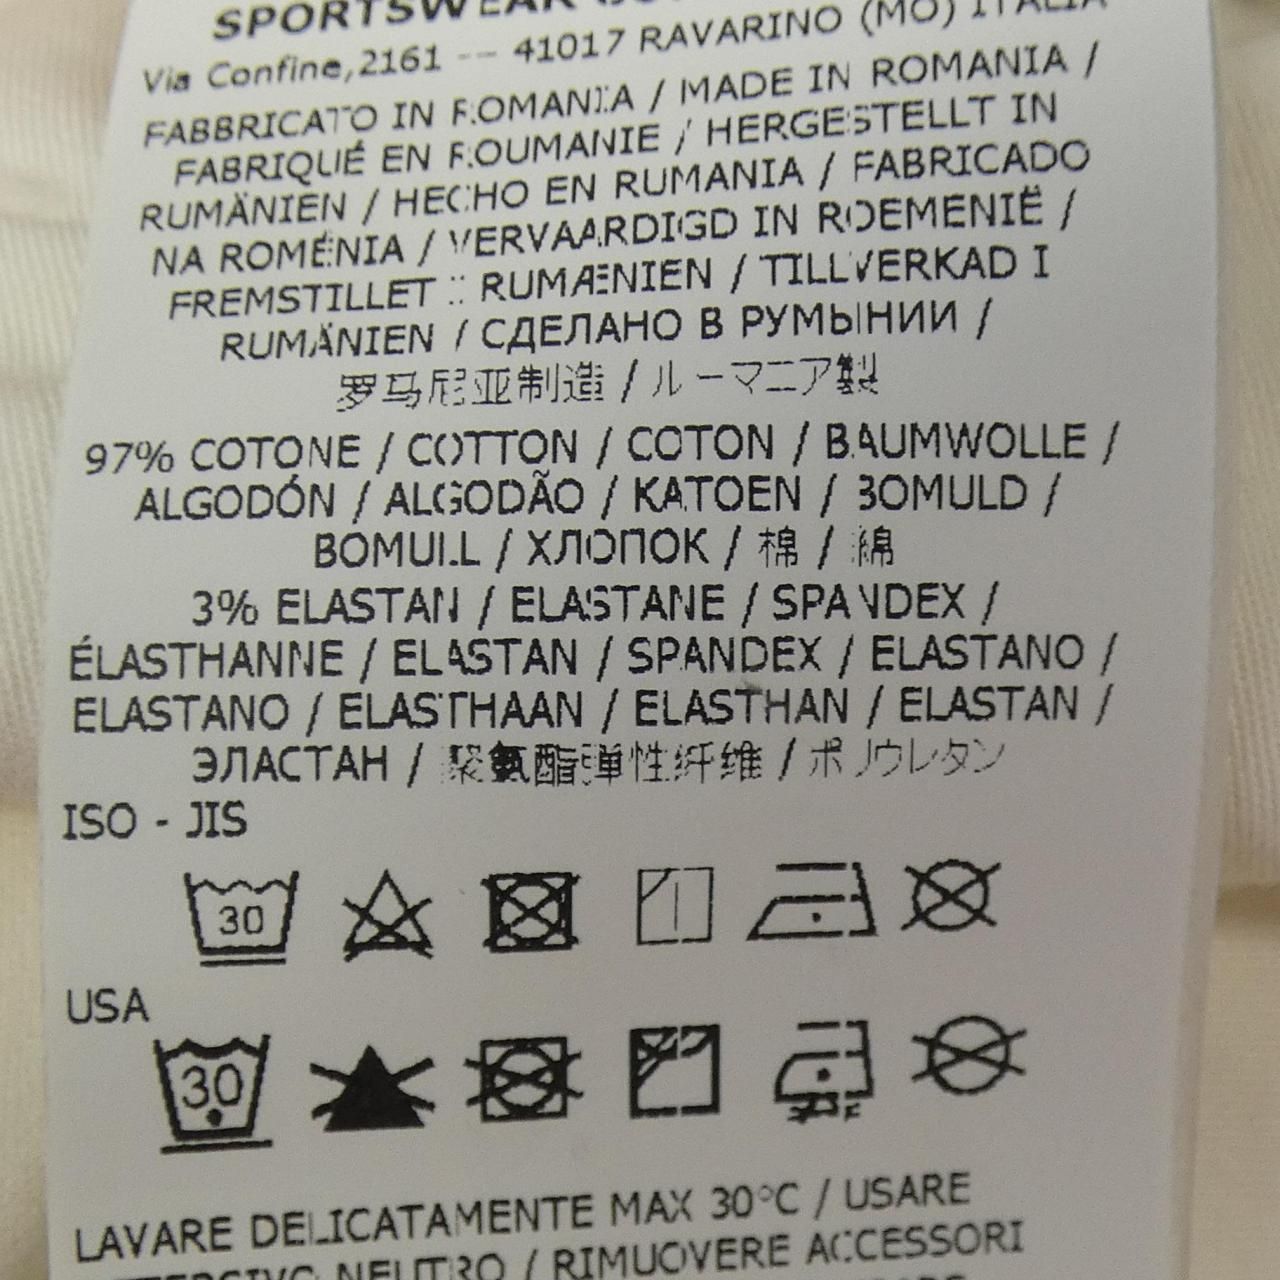 SPORTSWEAR
Via Confine,2161 -- 41017 RAVARINO (MO) ITALIA
FABBRICATO IN ROMANIA / MADE IN ROMANIA /
FABRIQUÉ EN ROUMANIE / HERGESTELLT IN
RUMÄNIEN / HECHO EN RUMANIA / FABRICADO
NA ROMÉNIA / VERVAARDIGD IN ROEMENIË /
FREMSTILLET I RUMÆNIEN / TILLVERKAD I
RUMÄNIEN / СДЕЛАНО В РУМЫНИИ /
罗马尼亚制造 / ルーマニア製
97% COTONE / COTTON / COTON / BAUMWOLLE /
ALGODÓN / ALGODÃO / KATOEN / BOMULD /
BOMULL / ХЛОПОК / 棉 / 綿
3% ELASTAN / ELASTANE / SPANDEX /
ÉLASTHANNE / ELASTAN / SPANDEX / ELASTANO /
ELASTANO / ELASTHAAN / ELASTHAN / ELASTAN /
ЭЛАСТАН / 聚氨酯弹性纤维 / ポリウレタン
ISO - JIS
30
USA
30
LAVARE DELICATAMENTE MAX 30°C / USARE
NEUTRO / RIMUOVERE ACCESSORI